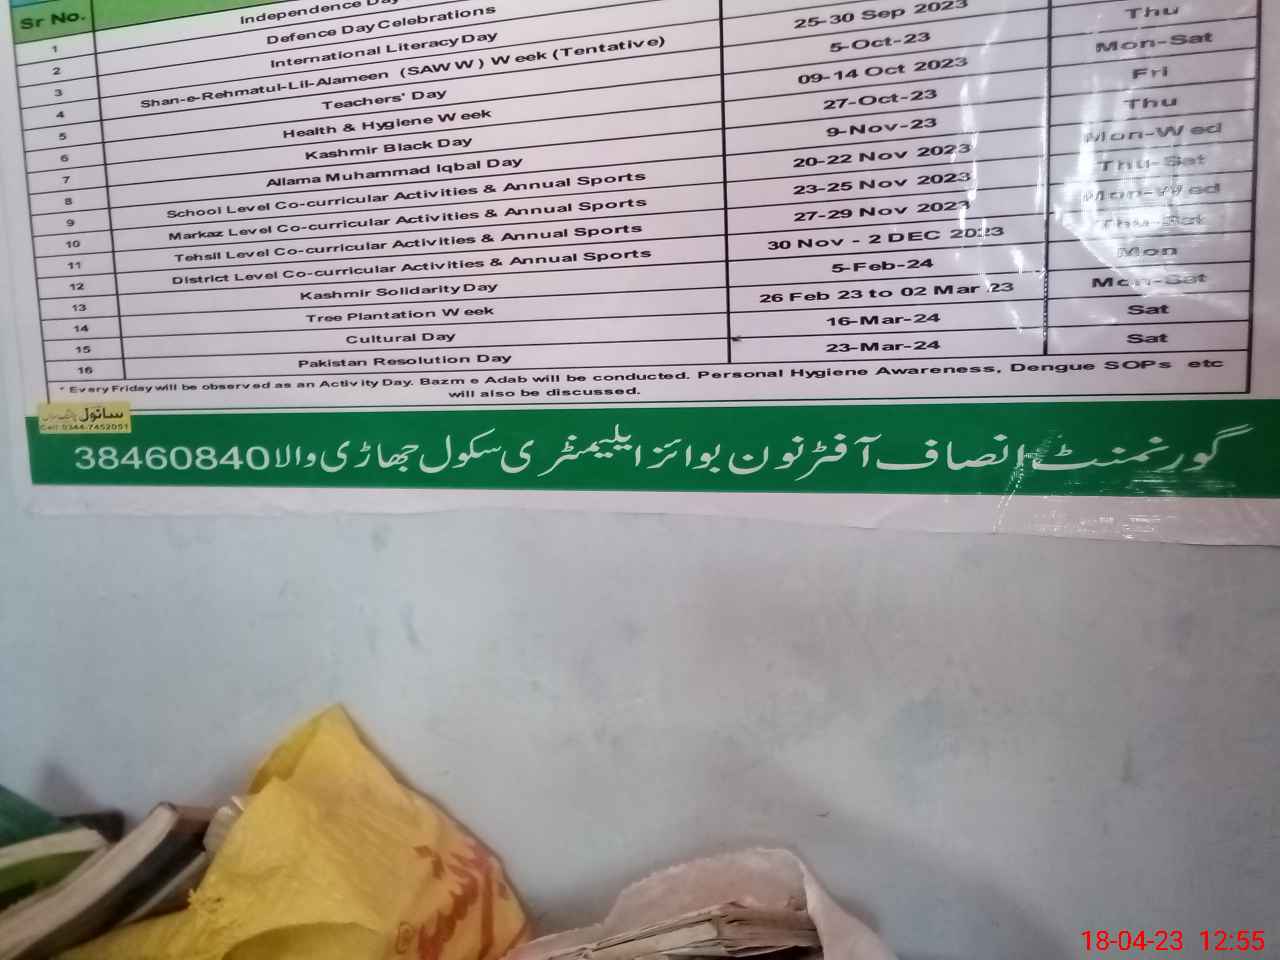 Sr No.
1 Independence Day
2 Defence Day Celebrations
3 International Literacy Day
4 Shan-e-Rehmatul-Lil-Alameen (SAWW) Week (Tentative) 25-30 Sep 2023
5 Teachers' Day 5-Oct-23 Thu
6 Health & Hygiene Week 09-14 Oct 2023 Mon-Sat
7 Kashmir Black Day 27-Oct-23 Fri
8 Allama Muhammad Iqbal Day 9-Nov-23 Thu
9 School Level Co-curricular Activities & Annual Sports 20-22 Nov 2023 Mon-Wed
10 Markaz Level Co-curricular Activities & Annual Sports 23-25 Nov 2023 Thu-Sat
11 Tehsil Level Co-curricular Activities & Annual Sports 27-29 Nov 2023 Mon-Wed
12 District Level Co-curricular Activities & Annual Sports 30 Nov - 2 DEC 2023 Thu-Sat
13 Kashmir Solidarity Day 5-Feb-24 Mon
14 Tree Plantation Week 26 Feb 23 to 02 Mar 23 Mon-Sat
15 Cultural Day 16-Mar-24 Sat
16 Pakistan Resolution Day 23-Mar-24 Sat
* Every Friday will be observed as an Activity Day. Bazm e Adab will be conducted. Personal Hygiene Awareness, Dengue SOPs etc
will also be discussed.
ساتول
Cell: 0344-7452051
گورنمنٹ انصاف آفٹرنون بوائز ایلیمنٹری سکول جھاڑی والا 38460840
18-04-23 12:55